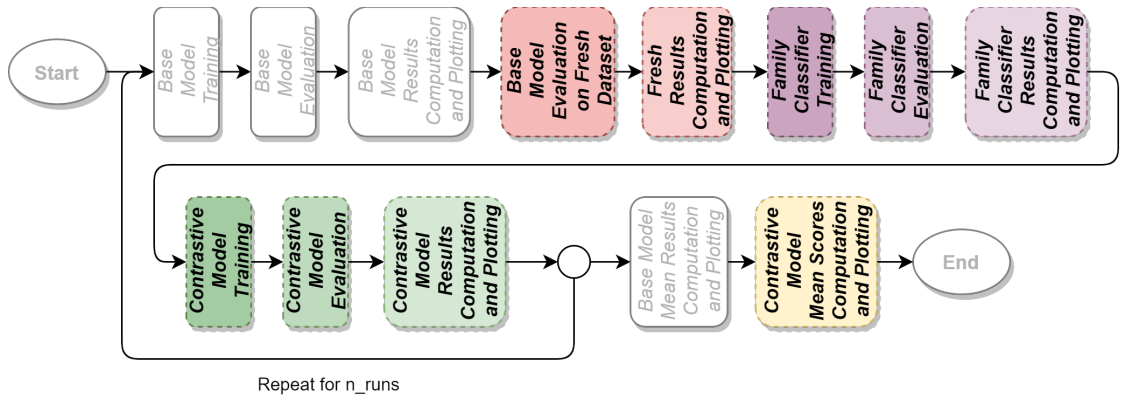 Start
Base
Model
Training
Base
Model
Evaluation
Base
Model
Results
Computation
and Plotting
Base
Model
Evaluation
on Fresh
Dataset
Fresh
Results
Computation
and Plotting
Family
Classifier
Training
Family
Classifier
Evaluation
Family
Classifier
Results
Computation
and Plotting
Contrastive
Model
Training
Contrastive
Model
Evaluation
Contrastive
Model
Results
Computation
and Plotting
Base Model
Mean Results
Computation
and Plotting
Contrastive
Model
Mean Scores
Computation
and Plotting
End
Repeat for n_runs